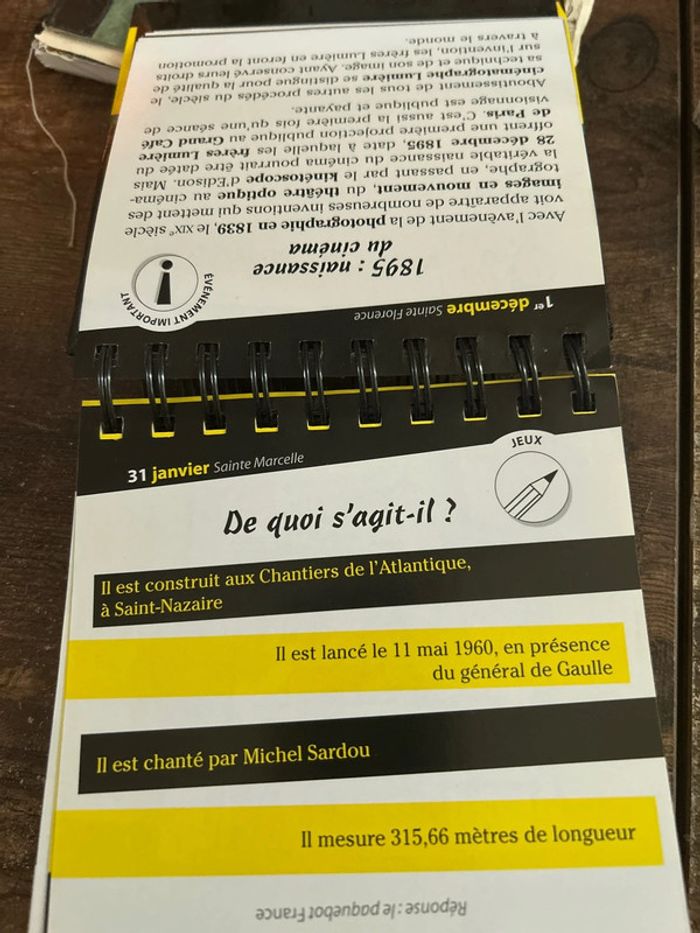 1er décembre Sainte Florence
ÉVÉNEMENT IMPORTANT
1895 : naissance
du cinéma
Avec l'avènement de la photographie en 1839, le XIXe siècle
voit apparaître de nombreuses inventions qui mettent des
images en mouvement, du théâtre optique au cinéma-
tographe, en passant par le kinétoscope d'Edison. Mais
la véritable naissance du cinéma pourrait être datée du
28 décembre 1895, date à laquelle les frères Lumière
offrent une première projection publique au Grand Café
de Paris. C'est aussi la première fois qu'une séance de
visionnage est publique et payante.
Aboutissement de tous les autres procédés du siècle, le
cinématographe Lumière se distingue pour la qualité de
sa technique et de son image. Ayant conservé leurs droits
sur l'invention, les frères Lumière en feront la promotion
à travers le monde.
31 janvier Sainte Marcelle
JEUX
De quoi s'agit-il ?
Il est construit aux Chantiers de l'Atlantique,
à Saint-Nazaire
Il est lancé le 11 mai 1960, en présence
du général de Gaulle
Il est chanté par Michel Sardou
Il mesure 315,66 mètres de longueur
Réponse : le paquebot France